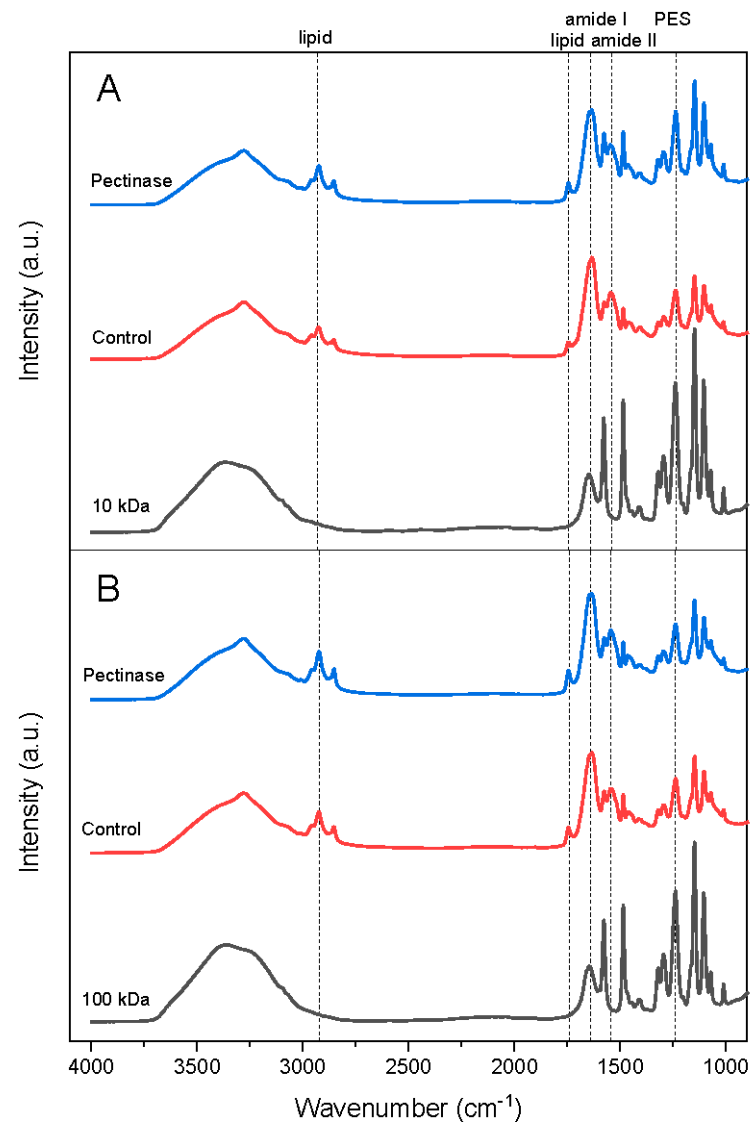 amide I PES
lipid lipid amide II
A
Pectinase
Control
10 kDa
Intensity (a.u.)
B
Pectinase
Control
100 kDa
Intensity (a.u.)
4000 3500 3000 2500 2000 1500 1000
Wavenumber (cm⁻¹)